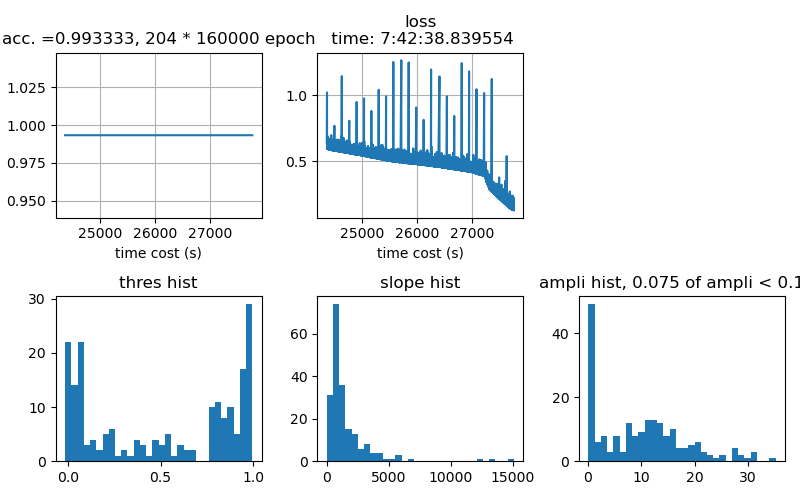 loss
acc. =0.993333, 204 * 160000 epoch
time: 7:42:38.839554
1.025
1.000
0.975
0.950
25000 26000 27000
time cost (s)
1.0
0.5
25000 26000 27000
time cost (s)
thres hist
30
20
10
0
0.0 0.5 1.0
slope hist
60
40
20
0
0 5000 10000 15000
ampli hist, 0.075 of ampli < 0.1
40
20
0
0 10 20 30